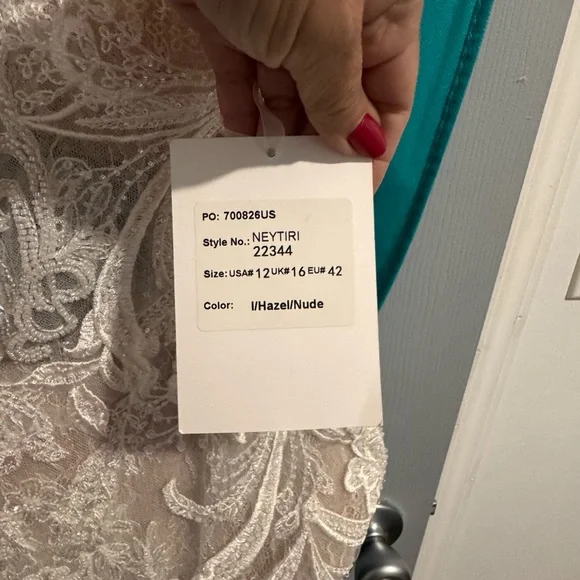 PO: 700826US
Style No.: NEYTIRI
22344
Size: USA# 12 UK# 16 EU# 42
Color: I/Hazel/Nude